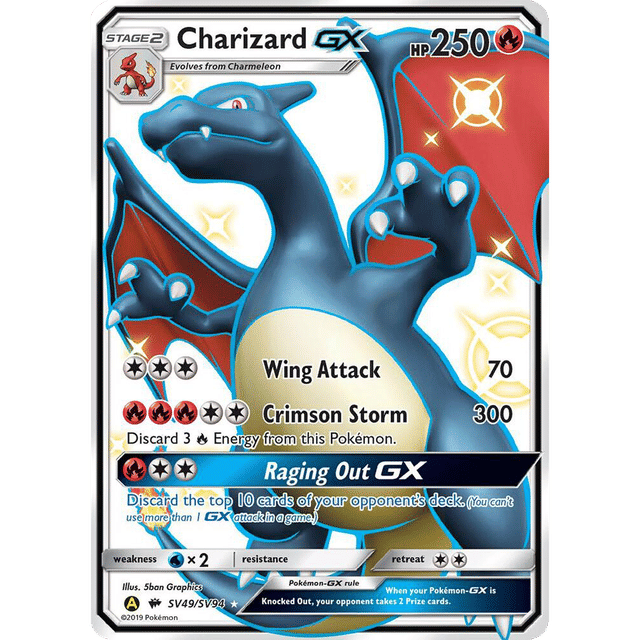 STAGE2 Charizard GX HP250
Evolves from Charmeleon
Wing Attack 70
Crimson Storm 300
Discard 3 Energy from this Pokémon.
Raging Out GX
Discard the top 10 cards of your opponent's deck. (You can't
use more than 1 GX attack in a game.)
weakness ×2 resistance retreat
Illus. 5ban Graphics Pokémon-GX rule When your Pokémon-GX is
A SV49/SV94 Knocked Out, your opponent takes 2 Prize cards.
©2019 Pokémon